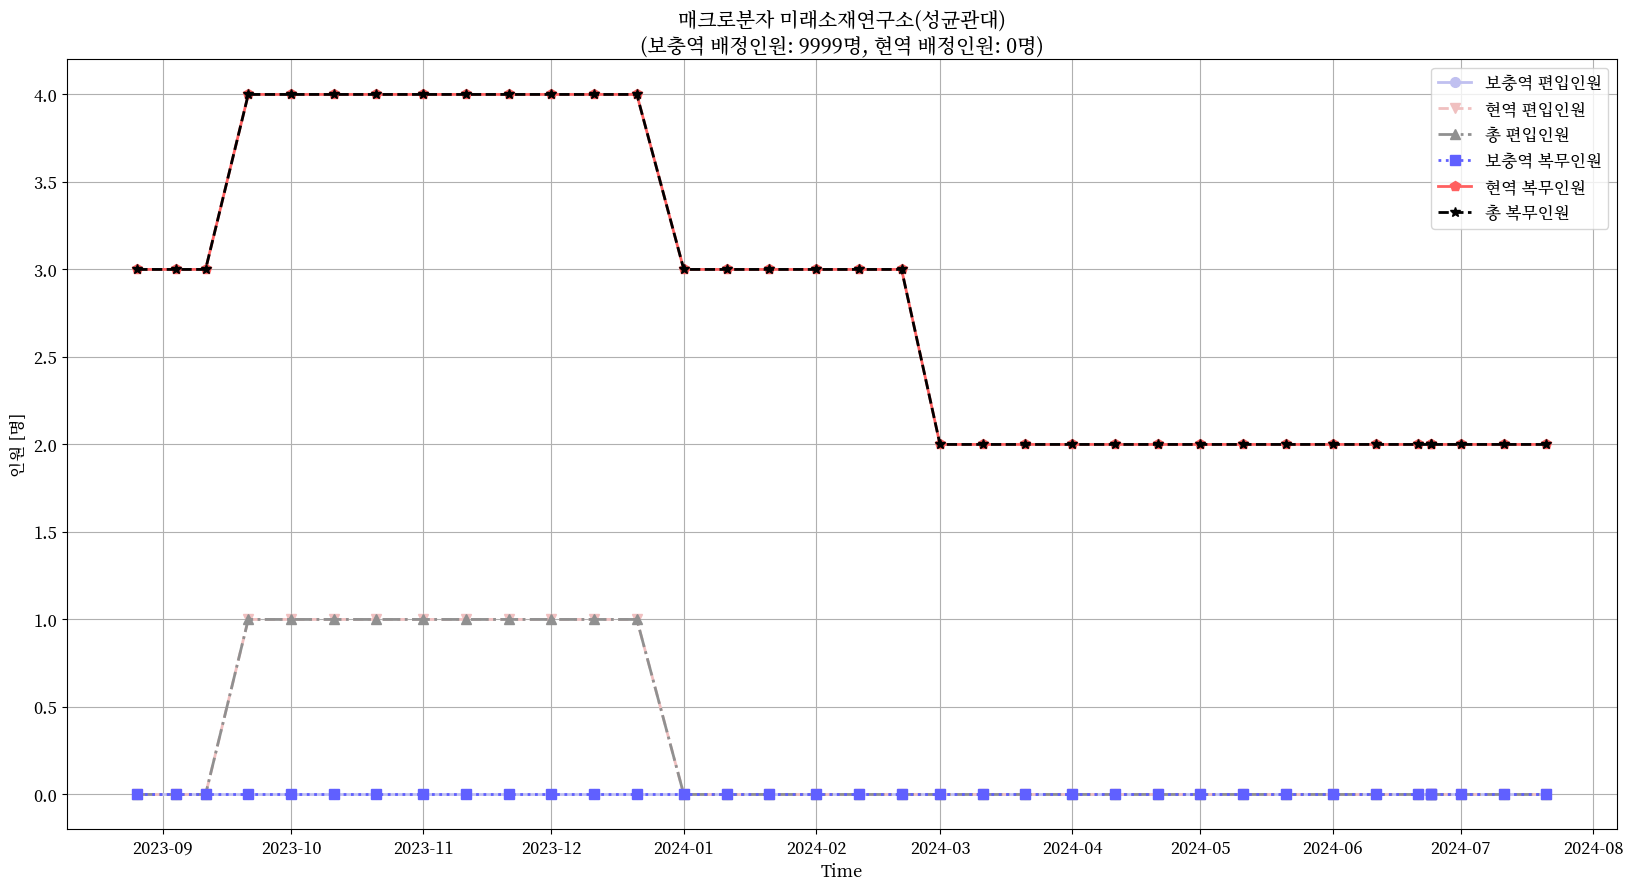 매크로분자 미래소재연구소(성균관대)
(보충역 배정인원: 9999명, 현역 배정인원: 0명)
보충역 편입인원
현역 편입인원
총 편입인원
보충역 복무인원
현역 복무인원
총 복무인원
인원 [명]
4.0
3.5
3.0
2.5
2.0
1.5
1.0
0.5
0.0
2023-09 2023-10 2023-11 2023-12 2024-01 2024-02 2024-03 2024-04 2024-05 2024-06 2024-07 2024-08
Time